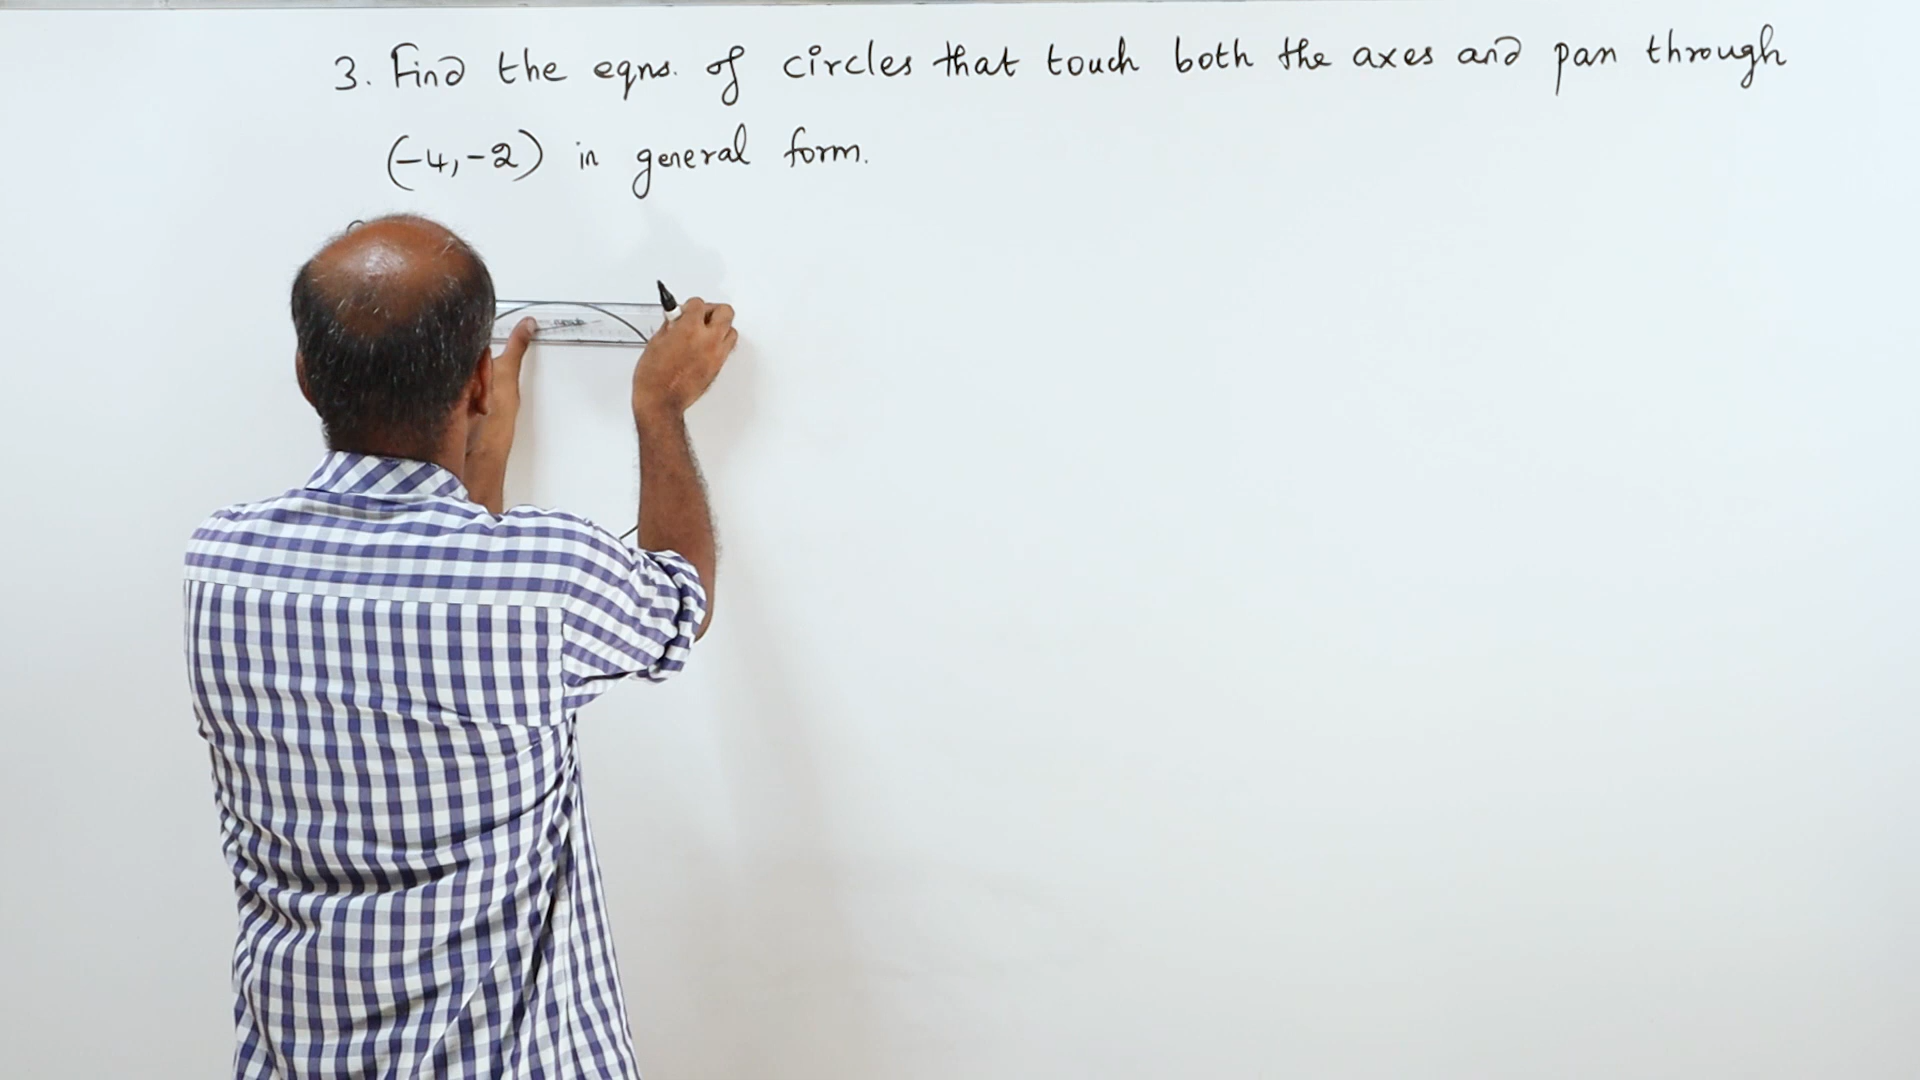 3. Find the eqns. of circles that touch both the axes and pass through
(-4,-2) in general form.